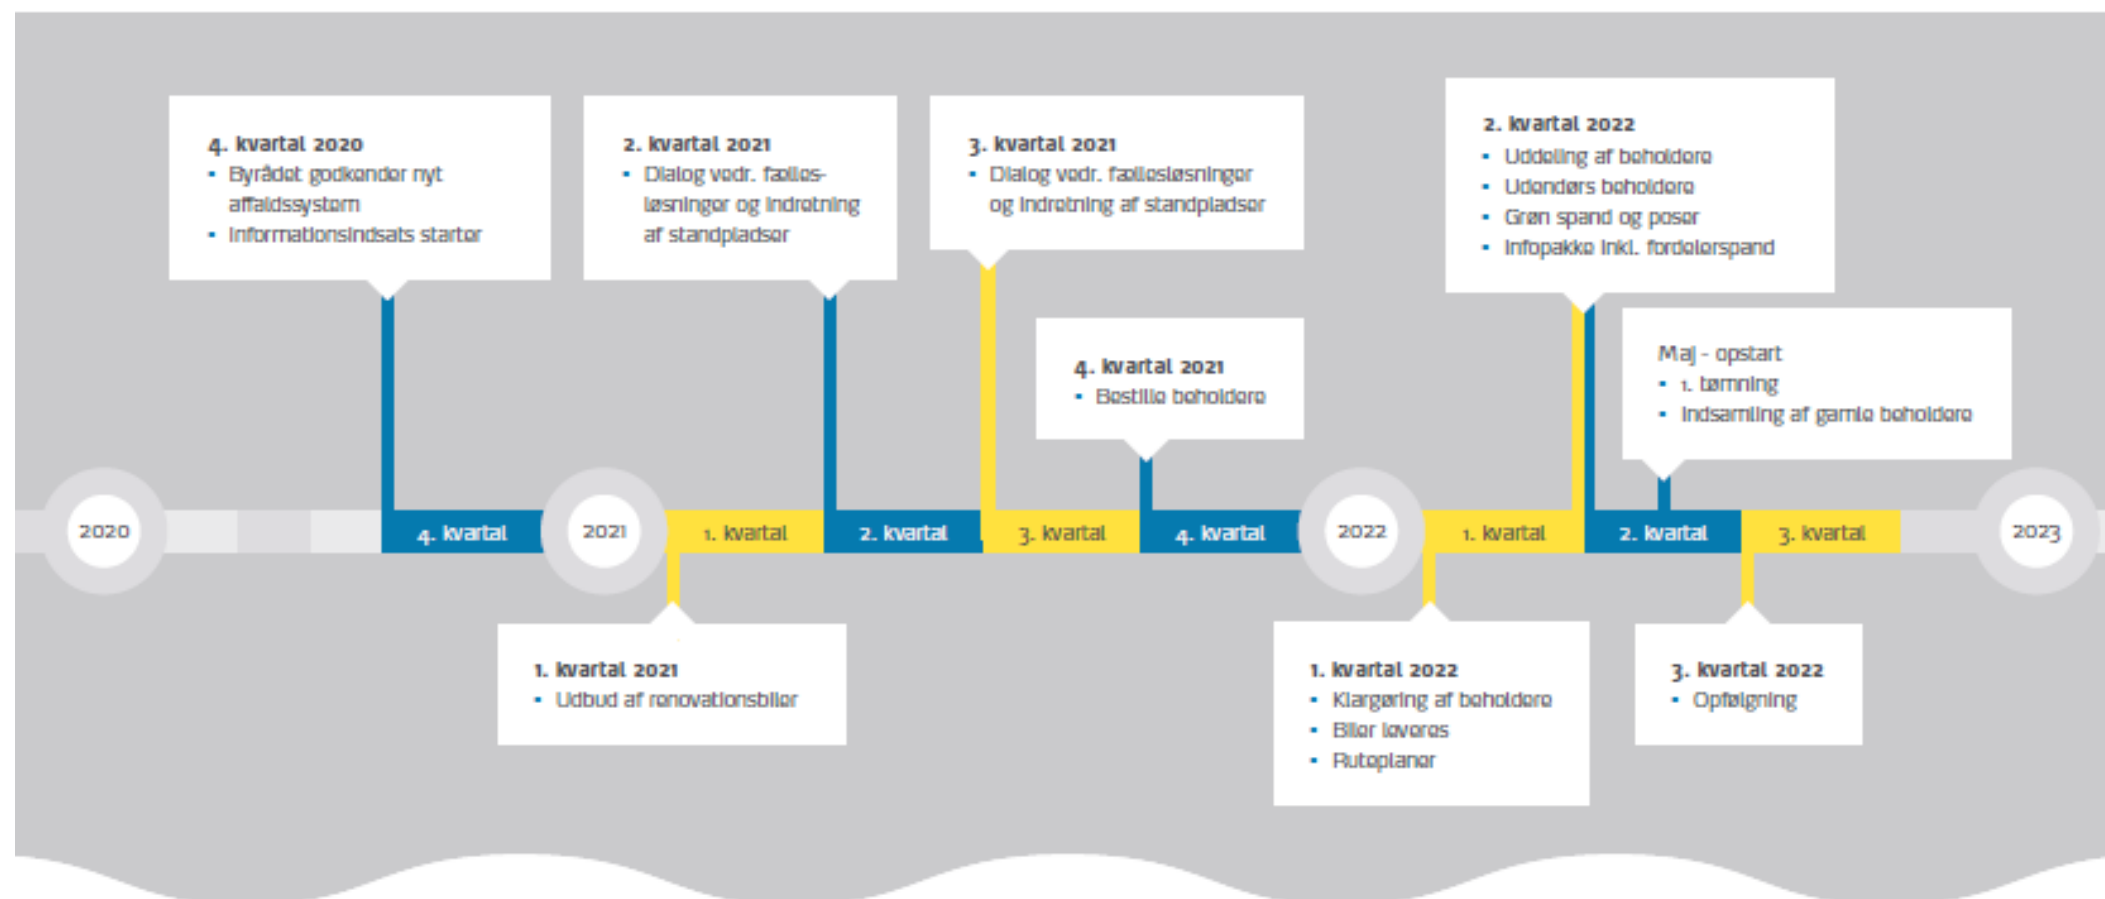 4. kvartal 2020
▪ Byrådet godkender nyt
affaldssystem
▪ Informationsindsats starter
2. kvartal 2021
▪ Dialog vedr. fælles-
løsninger og indretning
af standpladser
3. kvartal 2021
▪ Dialog vedr. fællesløsninger
og indretning af standpladser
4. kvartal 2021
▪ Bestille beholdere
2. kvartal 2022
▪ Uddeling af beholdere
▪ Udendørs beholdere
▪ Grøn spand og poser
▪ Infopakke inkl. fordelerspand
Maj - opstart
▪ 1. tømning
▪ Indsamling af gamle beholdere
2020
4. kvartal
2021
1. kvartal
2. kvartal
3. kvartal
4. kvartal
2022
1. kvartal
2. kvartal
3. kvartal
2023
1. kvartal 2021
▪ Udbud af renovationsbiler
1. kvartal 2022
▪ Klargøring af beholdere
▪ Biler leveres
▪ Ruteplaner
3. kvartal 2022
▪ Opfølgning